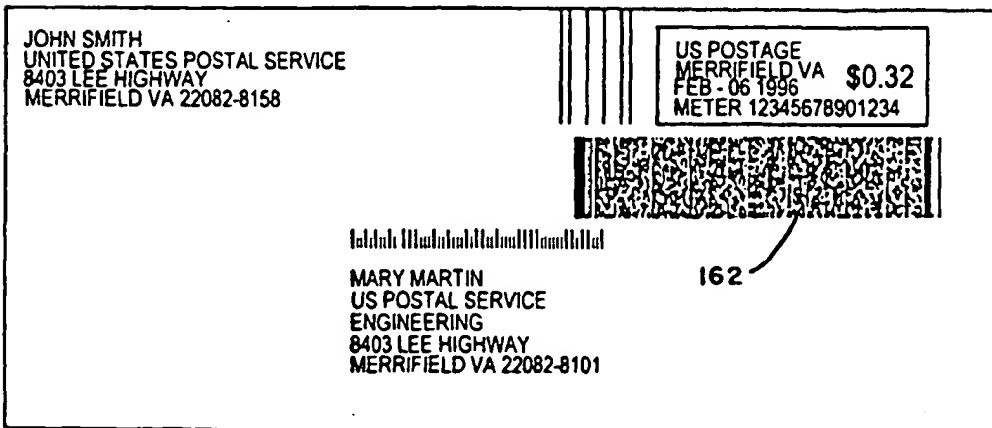 JOHN SMITH
UNITED STATES POSTAL SERVICE
8403 LEE HIGHWAY
MERRIFIELD VA 22082-8158
US POSTAGE
MERRIFIELD VA $0.32
FEB - 06 1996
METER 12345678901234
162
MARY MARTIN
US POSTAL SERVICE
ENGINEERING
8403 LEE HIGHWAY
MERRIFIELD VA 22082-8101